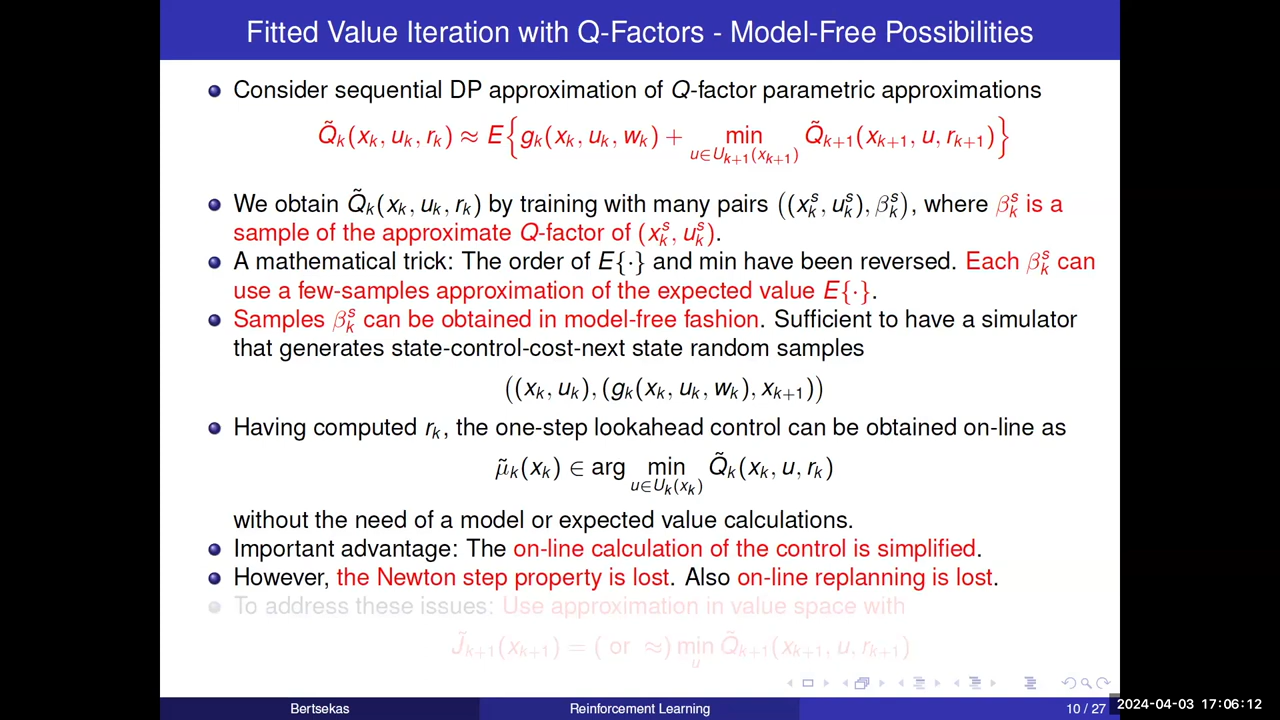 Fitted Value Iteration with Q-Factors - Model-Free Possibilities
Consider sequential DP approximation of Q-factor parametric approximations
Q̃ₖ(xₖ, uₖ, rₖ) ≈ E{gₖ(xₖ, uₖ, wₖ) + min_{u∈Uₖ₊₁(xₖ₊₁)} Q̃ₖ₊₁(xₖ₊₁, u, rₖ₊₁)}
We obtain Q̃ₖ(xₖ, uₖ, rₖ) by training with many pairs ((xₖˢ, uₖˢ), βₖˢ), where βₖˢ is a
sample of the approximate Q-factor of (xₖˢ, uₖˢ).
A mathematical trick: The order of E{·} and min have been reversed. Each βₖˢ can
use a few-samples approximation of the expected value E{·}.
Samples βₖˢ can be obtained in model-free fashion. Sufficient to have a simulator
that generates state-control-cost-next state random samples
((xₖ, uₖ), (gₖ(xₖ, uₖ, wₖ), xₖ₊₁))
Having computed rₖ, the one-step lookahead control can be obtained on-line as
μ̃ₖ(xₖ) ∈ arg min_{u∈Uₖ(xₖ)} Q̃ₖ(xₖ, u, rₖ)
without the need of a model or expected value calculations.
Important advantage: The on-line calculation of the control is simplified.
However, the Newton step property is lost. Also on-line replanning is lost.
To address these issues: Use approximation in value space with
J̃ₖ₊₁(xₖ₊₁) = ( or ≈) min_u Q̃ₖ₊₁(xₖ₊₁, u, rₖ₊₁)
Bertsekas
Reinforcement Learning
10 / 27
2024-04-03 17:06:12